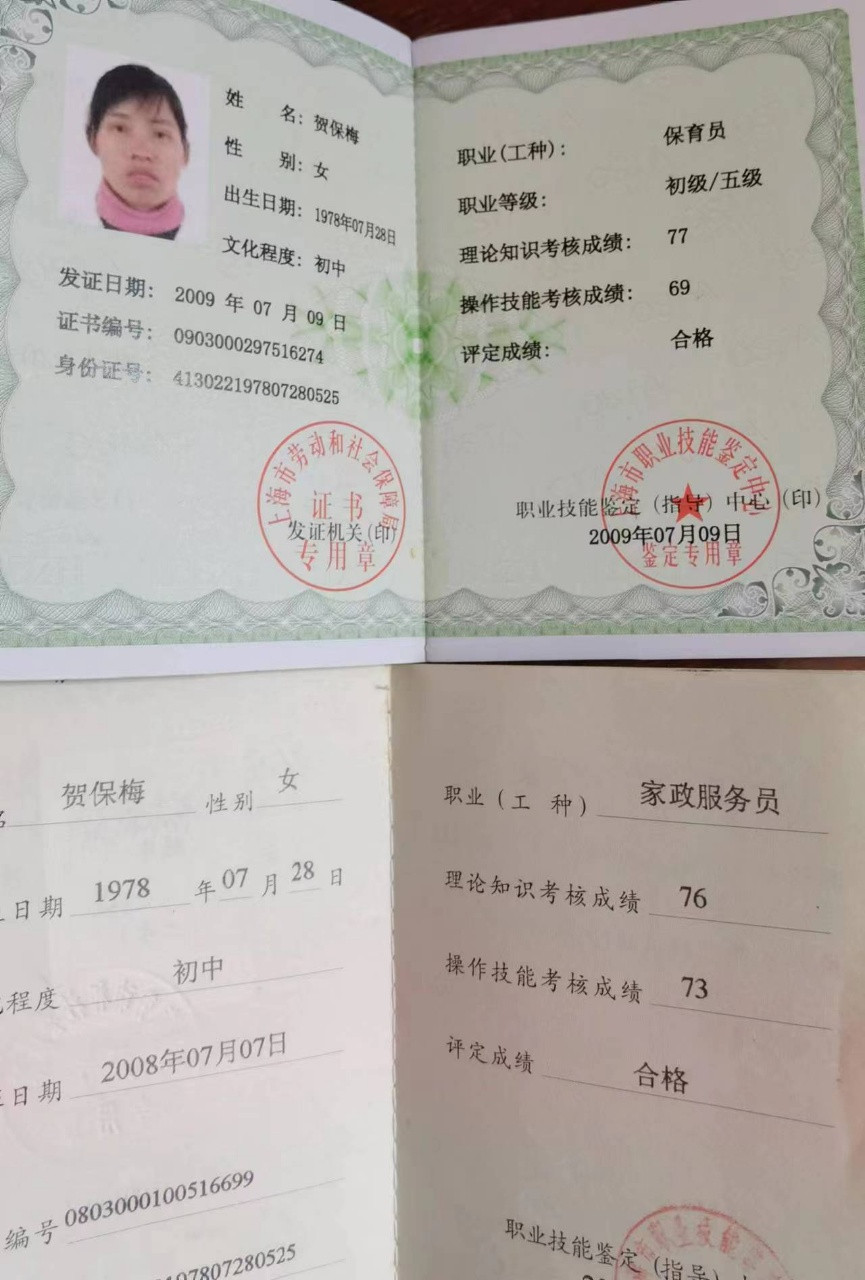 姓 名：贺保梅
性 别：女
出生日期：1978年07月28日
文化程度：初中
发证日期：2009 年 07 月 09 日
证书编号：0903000297516274
身份证号：413022197807280525
上海市劳动和社会保障局
证书
发证机关(印)
专用章
职业(工种)： 保育员
职业等级： 初级/五级
理论知识考核成绩： 77
操作技能考核成绩： 69
评定成绩： 合格
上海市职业技能鉴定中心
职业技能鉴定（指导）中心（印）
2009年07月09日
鉴定专用章
贺保梅 性别 女
日期 1978 年 07 月 28 日
程度 初中
日期 2008年07月07日
编号 0803000100516699
197807280525
职业（工 种） 家政服务员
理论知识考核成绩 76
操作技能考核成绩 73
评定成绩 合格
职业技能鉴定（指导）